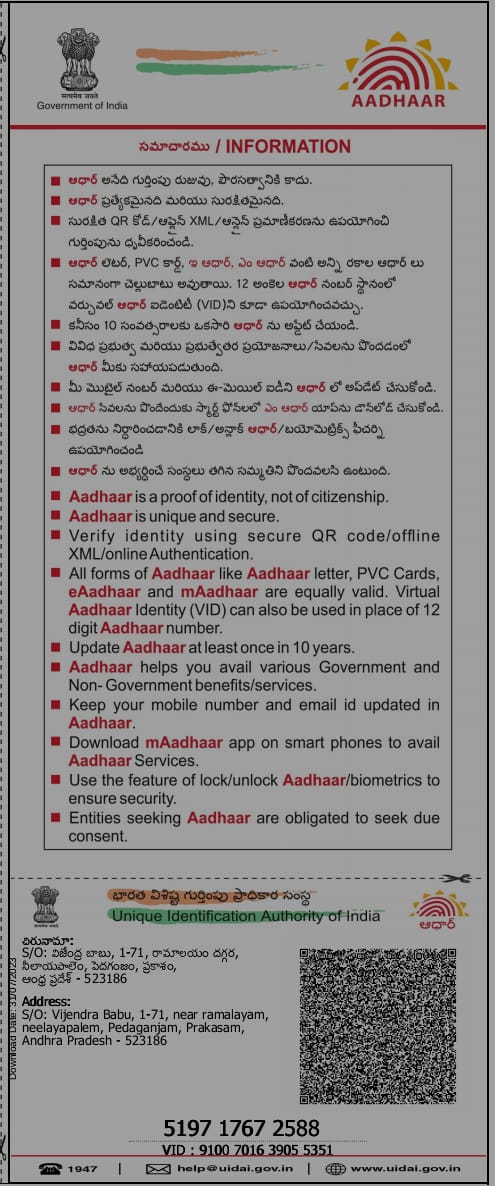 सत्यमेव जयते
Government of India
AADHAAR
సమాచారము / INFORMATION
■ ఆధార్ అనేది గుర్తింపు రుజువు, పౌరసత్వానికి కాదు.
■ ఆధార్ ప్రత్యేకమైనది మరియు సురక్షితమైనది.
■ సురక్షిత QR కోడ్/ఆఫ్లైన్ XML/ఆన్లైన్ ప్రమాణీకరణను ఉపయోగించి
గుర్తింపును ధృవీకరించండి.
■ ఆధార్ లెటర్, PVC కార్డ్, ఇ ఆధార్, ఎం ఆధార్ వంటి అన్ని రకాల ఆధార్ లు
సమానంగా చెల్లుబాటు అవుతాయి. 12 అంకెల ఆధార్ నంబర్ స్థానంలో
వర్చువల్ ఆధార్ ఐడెంటిటీ (VID)ని కూడా ఉపయోగించవచ్చు.
■ కనీసం 10 సంవత్సరాలకు ఒకసారి ఆధార్ ను అప్డేట్ చేయండి.
■ వివిధ ప్రభుత్వ మరియు ప్రభుత్వేతర ప్రయోజనాలు/సేవలను పొందడంలో
ఆధార్ మీకు సహాయపడుతుంది.
■ మీ మొబైల్ నంబర్ మరియు ఈ-మెయిల్ ఐడీని ఆధార్ లో అప్‌డేట్ చేసుకోండి.
■ ఆధార్ సేవలను పొందేందుకు స్మార్ట్ ఫోన్‌లలో ఎం ఆధార్ యాప్‌ను డౌన్‌లోడ్ చేసుకోండి.
■ భద్రతను నిర్ధారించడానికి లాక్/అన్లాక్ ఆధార్/బయోమెట్రిక్స్ ఫీచర్ని
ఉపయోగించండి
■ ఆధార్ ను అభ్యర్థించే సంస్థలు తగిన సమ్మతిని పొందవలసి ఉంటుంది.
■ Aadhaar is a proof of identity, not of citizenship.
■ Aadhaar is unique and secure.
■ Verify identity using secure QR code/offline
XML/online Authentication.
■ All forms of Aadhaar like Aadhaar letter, PVC Cards,
eAadhaar and mAadhaar are equally valid. Virtual
Aadhaar Identity (VID) can also be used in place of 12
digit Aadhaar number.
■ Update Aadhaar at least once in 10 years.
■ Aadhaar helps you avail various Government and
Non- Government benefits/services.
■ Keep your mobile number and email id updated in
Aadhaar.
■ Download mAadhaar app on smart phones to avail
Aadhaar Services.
■ Use the feature of lock/unlock Aadhaar/biometrics to
ensure security.
■ Entities seeking Aadhaar are obligated to seek due
consent.
భారత విశిష్ట గుర్తింపు ప్రాధికార సంస్థ
Unique Identification Authority of India
ఆధార్
చిరునామా:
S/O: విజేంద్ర బాబు, 1-71, రామాలయం దగ్గర,
నీలాయపాలెం, పెదగంజం, ప్రకాశం,
ఆంధ్ర ప్రదేశ్ - 523186
Address:
S/O: Vijendra Babu, 1-71, near ramalayam,
neelayapalem, Pedaganjam, Prakasam,
Andhra Pradesh - 523186
Download Date: 31/07/2023
5197 1767 2588
VID : 9100 7016 3905 5351
1947 | help@uidai.gov.in | www.uidai.gov.in